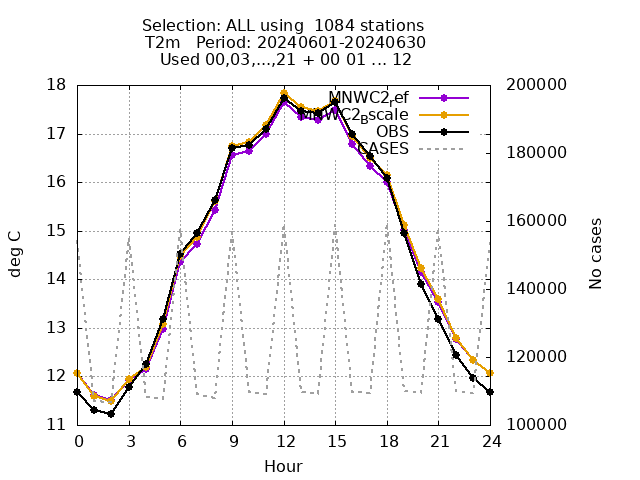 Selection: ALL using  1084 stations
T2m   Period: 20240601-20240630
Used 00,03,...,21 + 00 01 ... 12
18
17
16
15
14
13
12
11
deg C
200000
180000
160000
140000
120000
100000
No cases
MNWC2ref
MNWC2Bscale
OBS
CASES
0 3 6 9 12 15 18 21 24
Hour